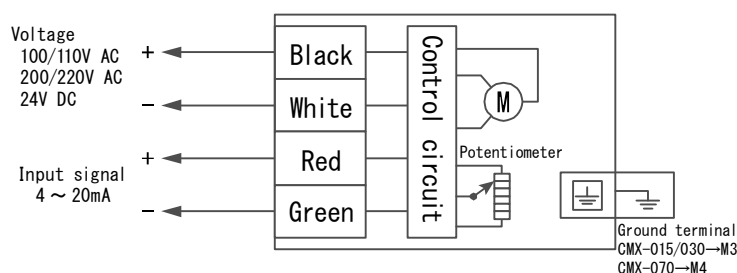 Voltage
100/110V AC
200/220V AC
24V DC
+
Black
−
White
+
Red
Input signal
4 ～ 20mA
−
Green
Control circuit
M
Potentiometer
Ground terminal
CMX-015/030→M3
CMX-070→M4